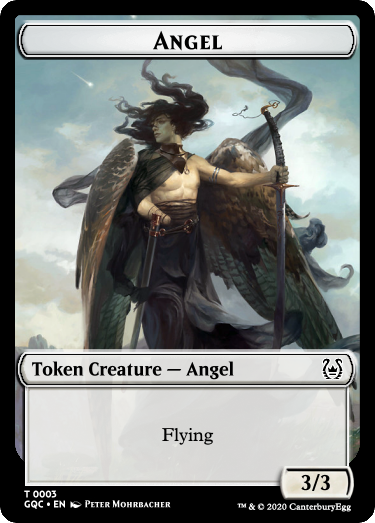 Angel
Token Creature — Angel
Flying
3/3
T 0003
GQC • EN Peter Mohrbacher
™ & © 2020 CanterburyEgg